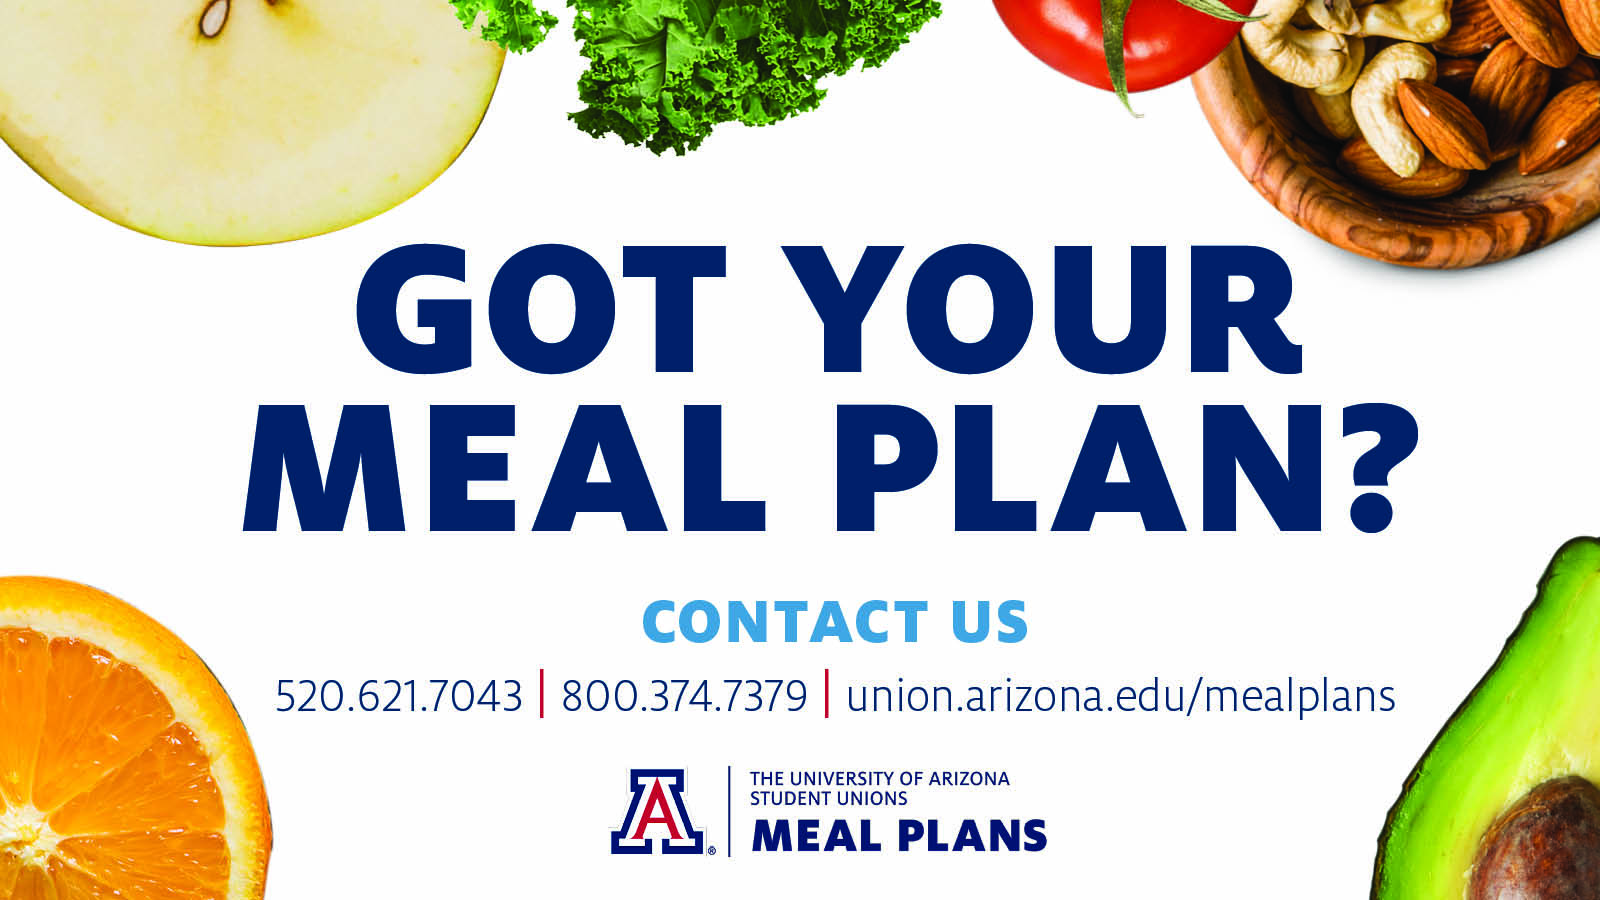 GOT YOUR
MEAL PLAN?
CONTACT US
520.621.7043 | 800.374.7379 | union.arizona.edu/mealplans
A®
THE UNIVERSITY OF ARIZONA
STUDENT UNIONS
MEAL PLANS